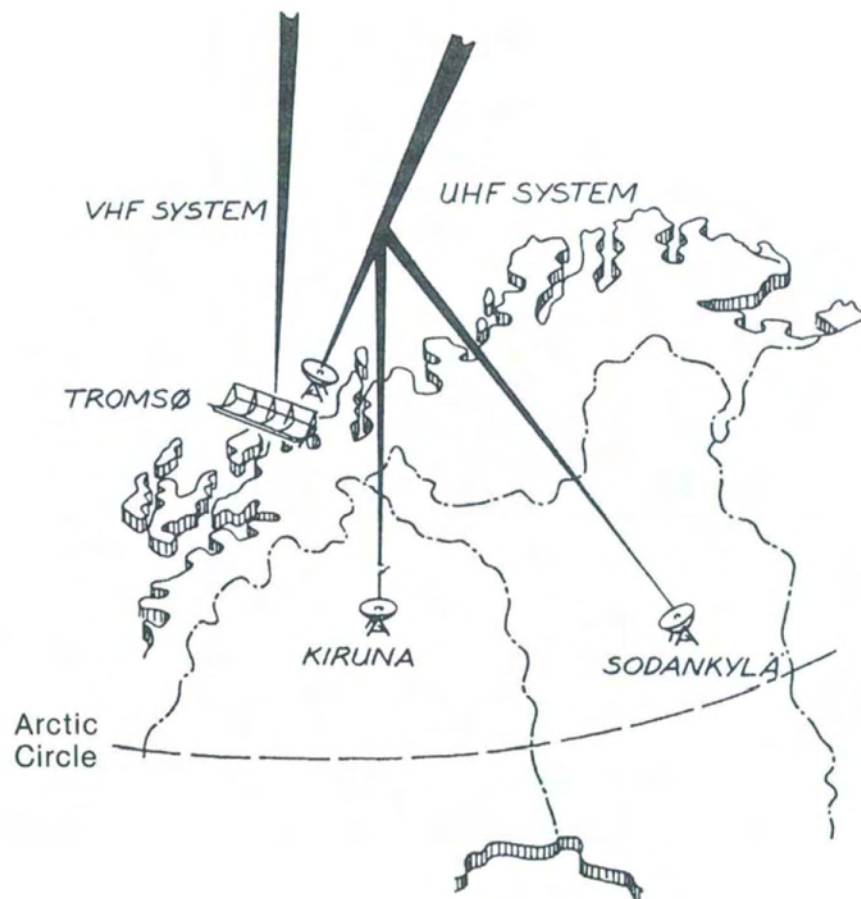 VHF SYSTEM
UHF SYSTEM
TROMSØ
KIRUNA
SODANKYLÄ
Arctic
Circle